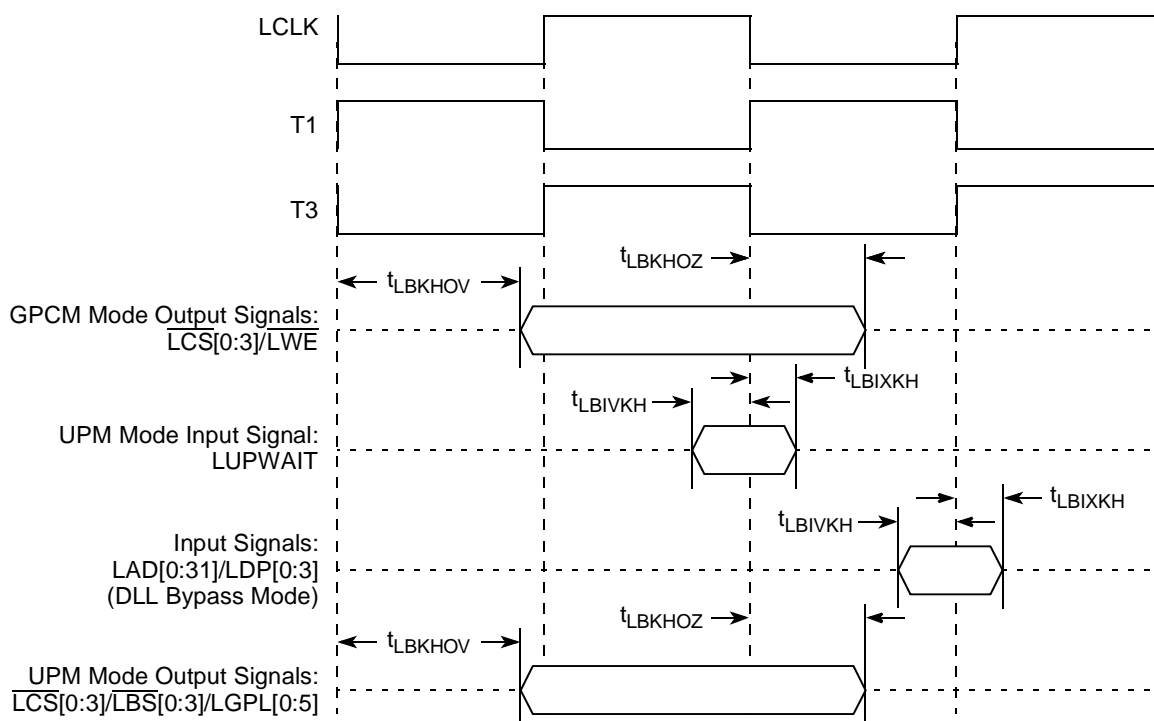 LCLK
T1
T3
tLBKHOZ
tLBKHOV
GPCM Mode Output Signals:
LCS[0:3]/LWE
tLBIXKH
tLBIVKH
UPM Mode Input Signal:
LUPWAIT
tLBIXKH
tLBIVKH
Input Signals:
LAD[0:31]/LDP[0:3]
(DLL Bypass Mode)
tLBKHOZ
tLBKHOV
UPM Mode Output Signals:
LCS[0:3]/LBS[0:3]/LGPL[0:5]